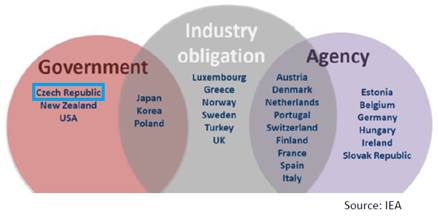 Industry
obligation
Government
Agency
Czech Republic
New Zealand
USA
Japan
Korea
Poland
Luxembourg
Greece
Norway
Sweden
Turkey
UK
Austria
Denmark
Netherlands
Portugal
Switzerland
Finland
France
Spain
Italy
Estonia
Belgium
Germany
Hungary
Ireland
Slovak Republic
Source: IEA